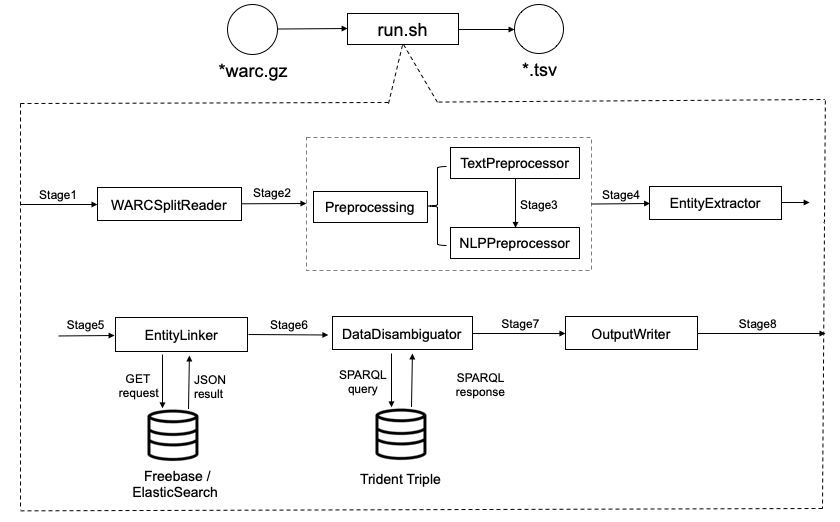 run.sh
*warc.gz
*.tsv
Stage1
WARCSplitReader
Stage2
Preprocessing
TextPreprocessor
Stage3
NLPPreprocessor
Stage4
EntityExtractor
Stage5
EntityLinker
Stage6
DataDisambiguator
Stage7
OutputWriter
Stage8
GET
request
JSON
result
SPARQL
query
SPARQL
response
Freebase /
ElasticSearch
Trident Triple